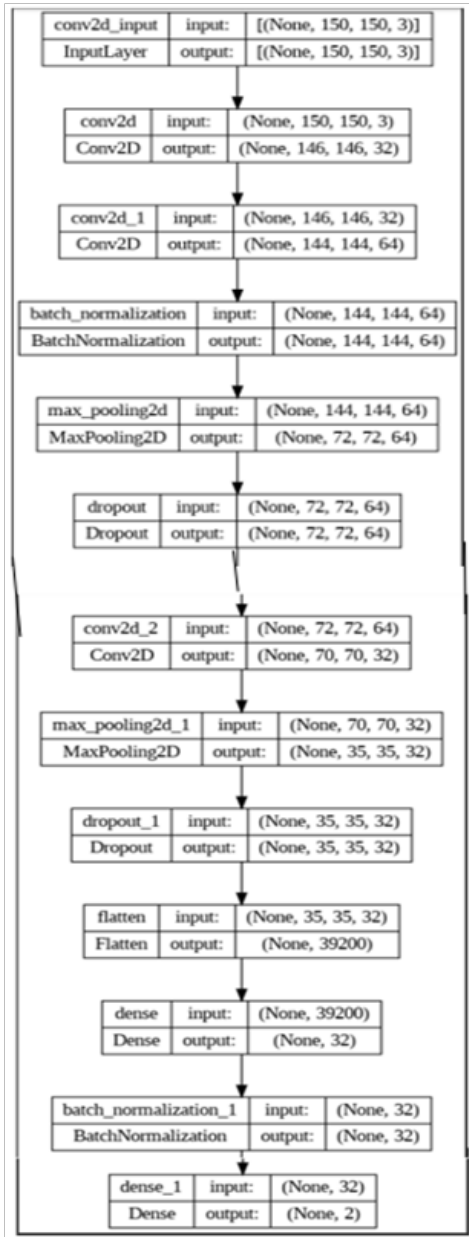 conv2d_input input: [(None, 150, 150, 3)]
InputLayer output: [(None, 150, 150, 3)]
conv2d input: (None, 150, 150, 3)
Conv2D output: (None, 146, 146, 32)
conv2d_1 input: (None, 146, 146, 32)
Conv2D output: (None, 144, 144, 64)
batch_normalization input: (None, 144, 144, 64)
BatchNormalization output: (None, 144, 144, 64)
max_pooling2d input: (None, 144, 144, 64)
MaxPooling2D output: (None, 72, 72, 64)
dropout input: (None, 72, 72, 64)
Dropout output: (None, 72, 72, 64)
conv2d_2 input: (None, 72, 72, 64)
Conv2D output: (None, 70, 70, 32)
max_pooling2d_1 input: (None, 70, 70, 32)
MaxPooling2D output: (None, 35, 35, 32)
dropout_1 input: (None, 35, 35, 32)
Dropout output: (None, 35, 35, 32)
flatten input: (None, 35, 35, 32)
Flatten output: (None, 39200)
dense input: (None, 39200)
Dense output: (None, 32)
batch_normalization_1 input: (None, 32)
BatchNormalization output: (None, 32)
dense_1 input: (None, 32)
Dense output: (None, 2)